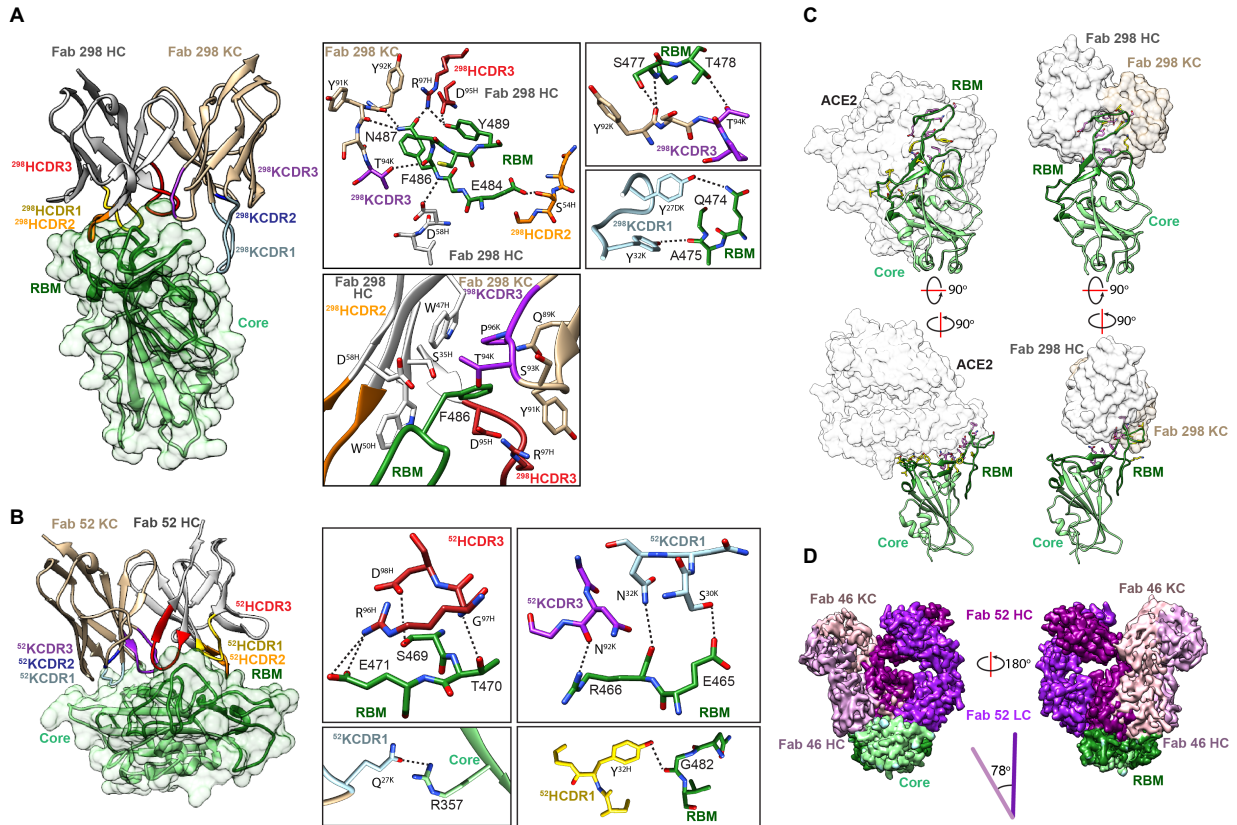 A
Fab 298 HC
Fab 298 KC
298HCDR3
298HCDR1
298HCDR2
298KCDR3
298KCDR2
298KCDR1
RBM
Core
Fab 298 KC
Y92K
Y91K
298HCDR3
R97H
D95H
Fab 298 HC
N487
Y489
T94K
RBM
F486
E484
298KCDR3
S54H
D58H
298HCDR2
Fab 298 HC
RBM
S477
T478
Y92K
T94K
298KCDR3
Y27DK
Q474
298KCDR1
Y32K
A475
RBM
Fab 298
HC
Fab 298 KC
298KCDR3
298HCDR2
W47H
Q89K
P96K
D58H
S35H
T94K
S93K
Y91K
F486
W50H
D95H
R97H
RBM
298HCDR3
B
Fab 52 KC
Fab 52 HC
52HCDR3
52KCDR3
52KCDR2
52KCDR1
52HCDR1
52HCDR2
RBM
Core
52HCDR3
D98H
R96H
G97H
S469
E471
T470
RBM
52KCDR1
52KCDR3
N32K
S30K
N92K
R466
E465
RBM
52KCDR1
Core
Q27K
R357
Y32H
G482
52HCDR1
RBM
C
ACE2
RBM
Core
Fab 298 HC
Fab 298 KC
RBM
Core
90o
90o
90o
90o
ACE2
RBM
Core
Fab 298 HC
Fab 298 KC
RBM
Core
D
Fab 46 KC
Fab 52 HC
Fab 46 KC
180o
Fab 52 LC
Fab 46 HC
Fab 46 HC
Core
78o
RBM